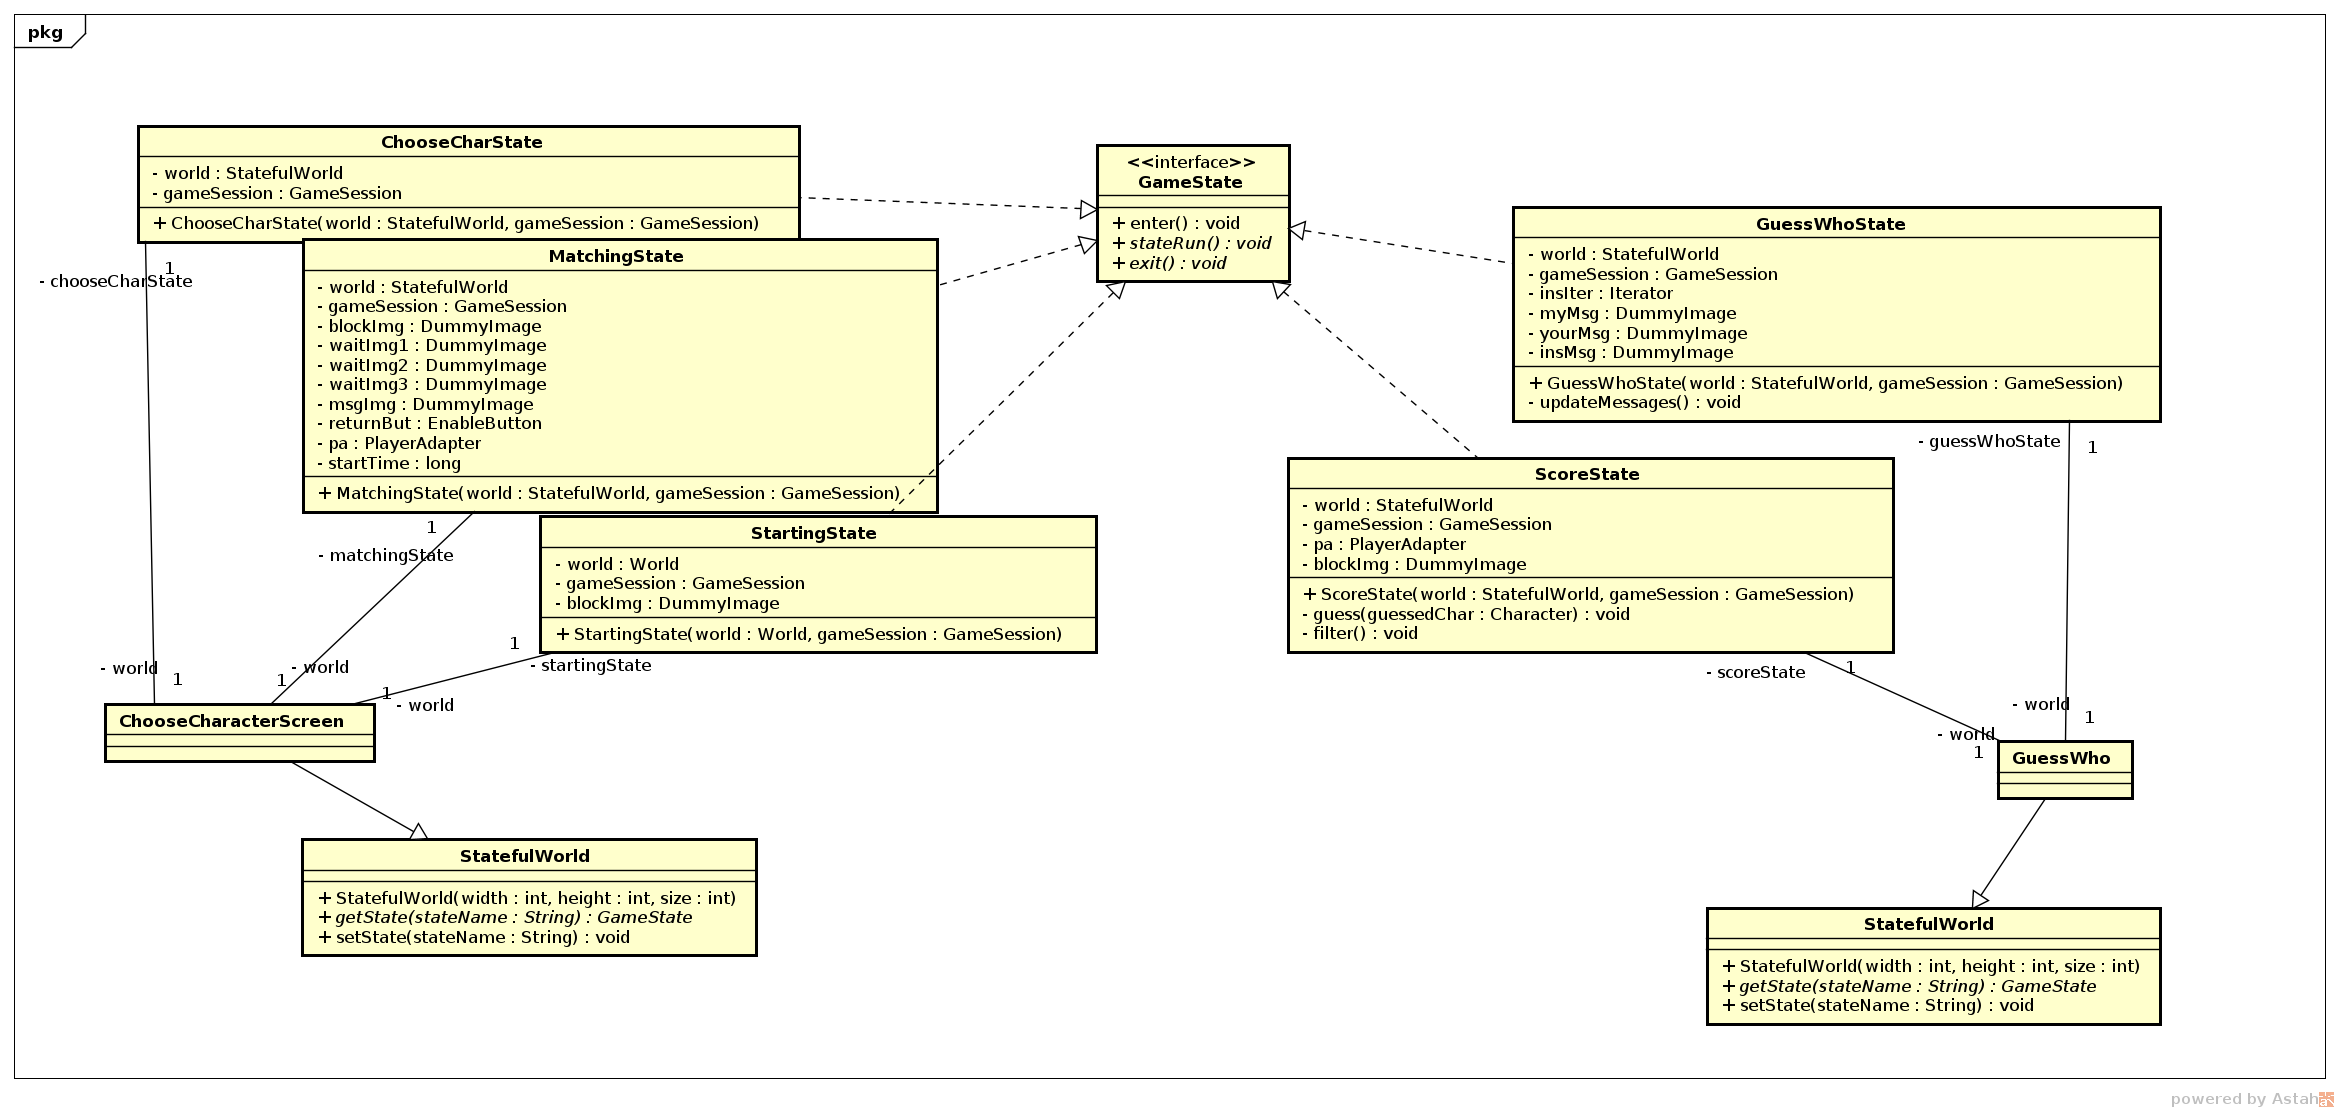 pkg
ChooseCharState
- world : StatefulWorld
- gameSession : GameSession
+ ChooseCharState(world : StatefulWorld, gameSession : GameSession)
1
- chooseCharState
MatchingState
- world : StatefulWorld
- gameSession : GameSession
- blockImg : DummyImage
- waitImg1 : DummyImage
- waitImg2 : DummyImage
- waitImg3 : DummyImage
- msgImg : DummyImage
- returnBut : EnableButton
- pa : PlayerAdapter
- startTime : long
+ MatchingState(world : StatefulWorld, gameSession : GameSession)
1
- matchingState
StartingState
- world : World
- gameSession : GameSession
- blockImg : DummyImage
+ StartingState(world : World, gameSession : GameSession)
1
- startingState
- world
1
- world
1
1
- world
ChooseCharacterScreen
StatefulWorld
+ StatefulWorld(width : int, height : int, size : int)
+ getState(stateName : String) : GameState
+ setState(stateName : String) : void
<<interface>>
GameState
+ enter() : void
+ stateRun() : void
+ exit() : void
GuessWhoState
- world : StatefulWorld
- gameSession : GameSession
- insIter : Iterator
- myMsg : DummyImage
- yourMsg : DummyImage
- insMsg : DummyImage
+ GuessWhoState(world : StatefulWorld, gameSession : GameSession)
- updateMessages() : void
- guessWhoState
1
ScoreState
- world : StatefulWorld
- gameSession : GameSession
- pa : PlayerAdapter
- blockImg : DummyImage
+ ScoreState(world : StatefulWorld, gameSession : GameSession)
- guess(guessedChar : Character) : void
- filter() : void
1
- scoreState
- world
1
- world
1
GuessWho
StatefulWorld
+ StatefulWorld(width : int, height : int, size : int)
+ getState(stateName : String) : GameState
+ setState(stateName : String) : void
powered by Astah